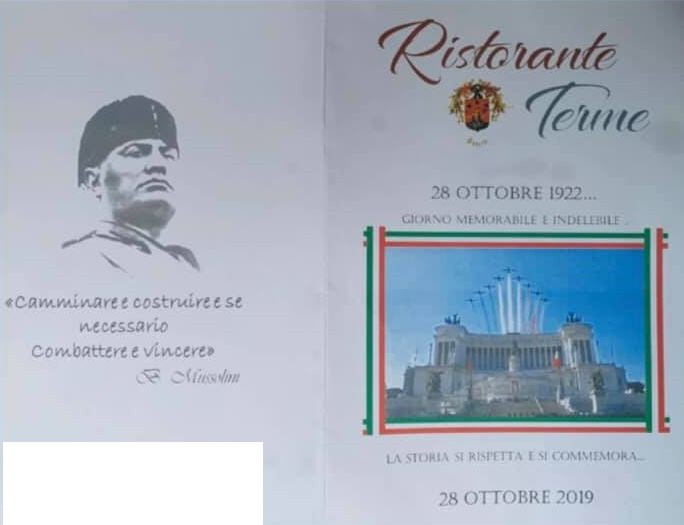 «Camminare e costruire e se
necessario
Combattere e vincere»
B. Mussolini
Ristorante
Terme
28 OTTOBRE 1922...
GIORNO MEMORABILE E INDELEBILE...
LA STORIA SI RISPETTA E SI COMMEMORA...
28 OTTOBRE 2019